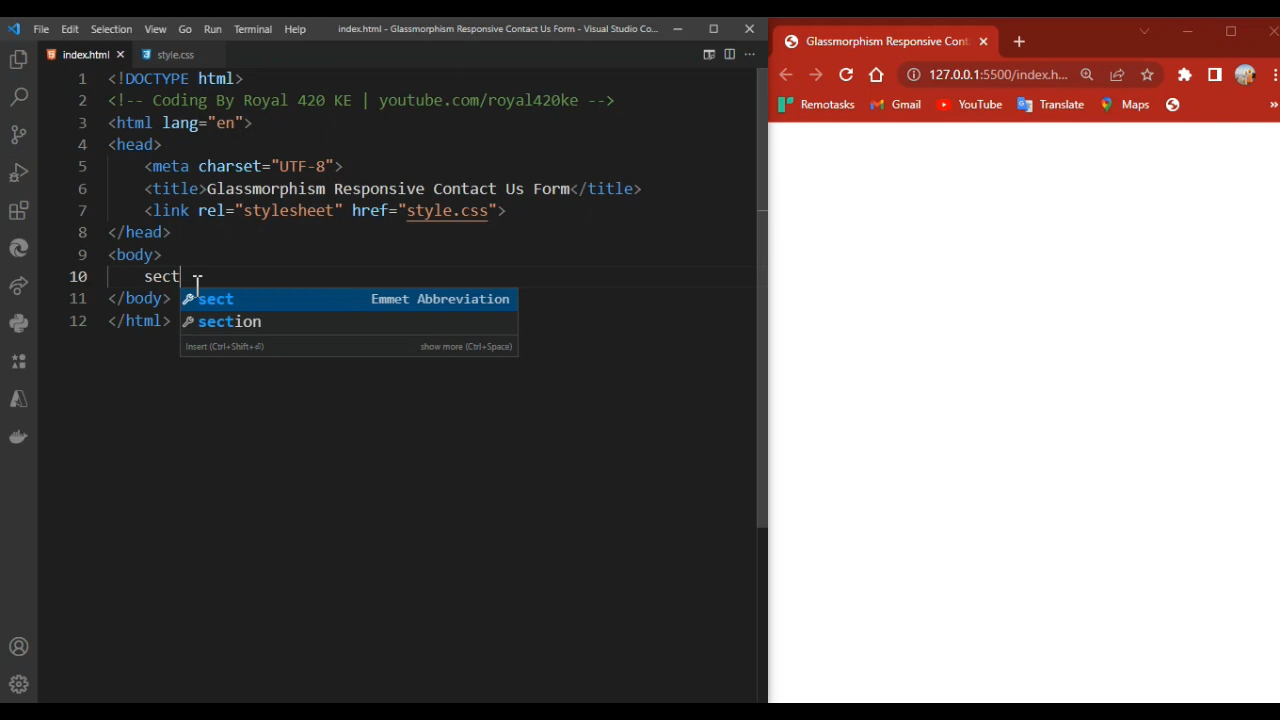 File Edit Selection View Go Run Terminal Help index.html - Glassmorphism Responsive Contact Us Form - Visual Studio Co...
index.html style.css
1 <!DOCTYPE html>
2 <!-- Coding By Royal 420 KE | youtube.com/royal420ke -->
3 <html lang="en">
4 <head>
5 <meta charset="UTF-8">
6 <title>Glassmorphism Responsive Contact Us Form</title>
7 <link rel="stylesheet" href="style.css">
8 </head>
9 <body>
10 sect
11 </body>
12 </html>
sect Emmet Abbreviation
section
Insert (Ctrl+Shift+⏎) show more (Ctrl+Space)
Glassmorphism Responsive Cont
127.0.0.1:5500/index.h...
Remotasks Gmail YouTube Translate Maps »